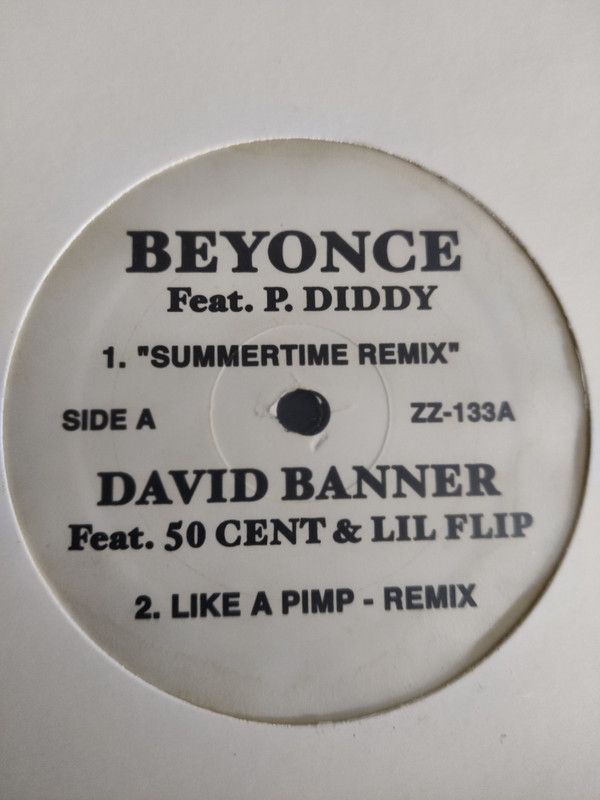 BEYONCE
Feat. P. DIDDY
1. "SUMMERTIME REMIX"
SIDE A ZZ-133A
DAVID BANNER
Feat. 50 CENT & LIL FLIP
2. LIKE A PIMP - REMIX